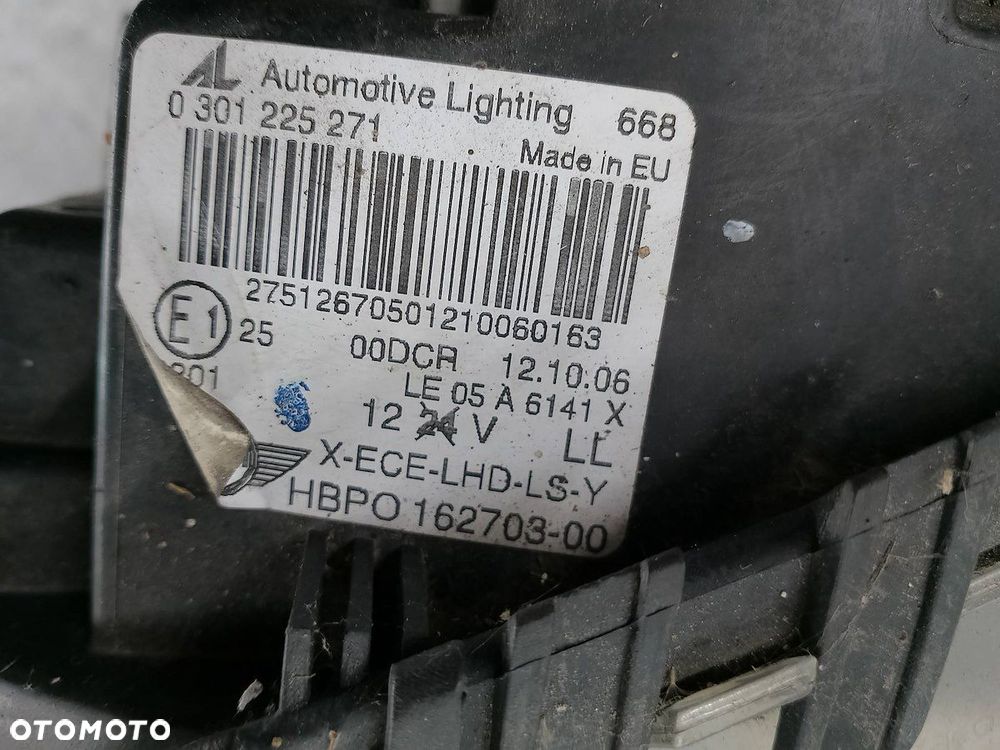 AL Automotive Lighting 668
0 301 225 271
Made in EU
27512670501210060163
E1 25
00DCR 12.10.06
LE 05 A 6141 X
301
12 24 V LL
X-ECE-LHD-LS-Y
HBPO 162703-00
OTOMOTO